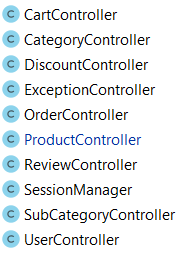 C CartController
C CategoryController
C DiscountController
C ExceptionController
C OrderController
C ProductController
C ReviewController
C SessionManager
C SubCategoryController
C UserController